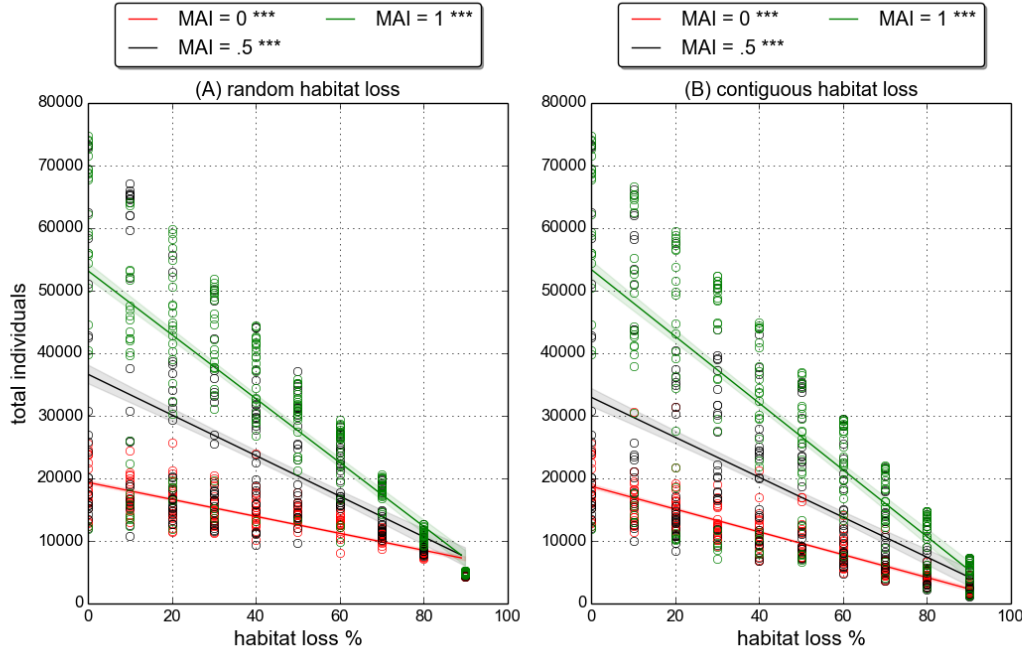 MAI = 0 *** MAI = 1 ***
MAI = .5 ***
MAI = 0 *** MAI = 1 ***
MAI = .5 ***
(A) random habitat loss
(B) contiguous habitat loss
total individuals
80000
70000
60000
50000
40000
30000
20000
10000
0
0 20 40 60 80 100
habitat loss %
80000
70000
60000
50000
40000
30000
20000
10000
0
0 20 40 60 80 100
habitat loss %